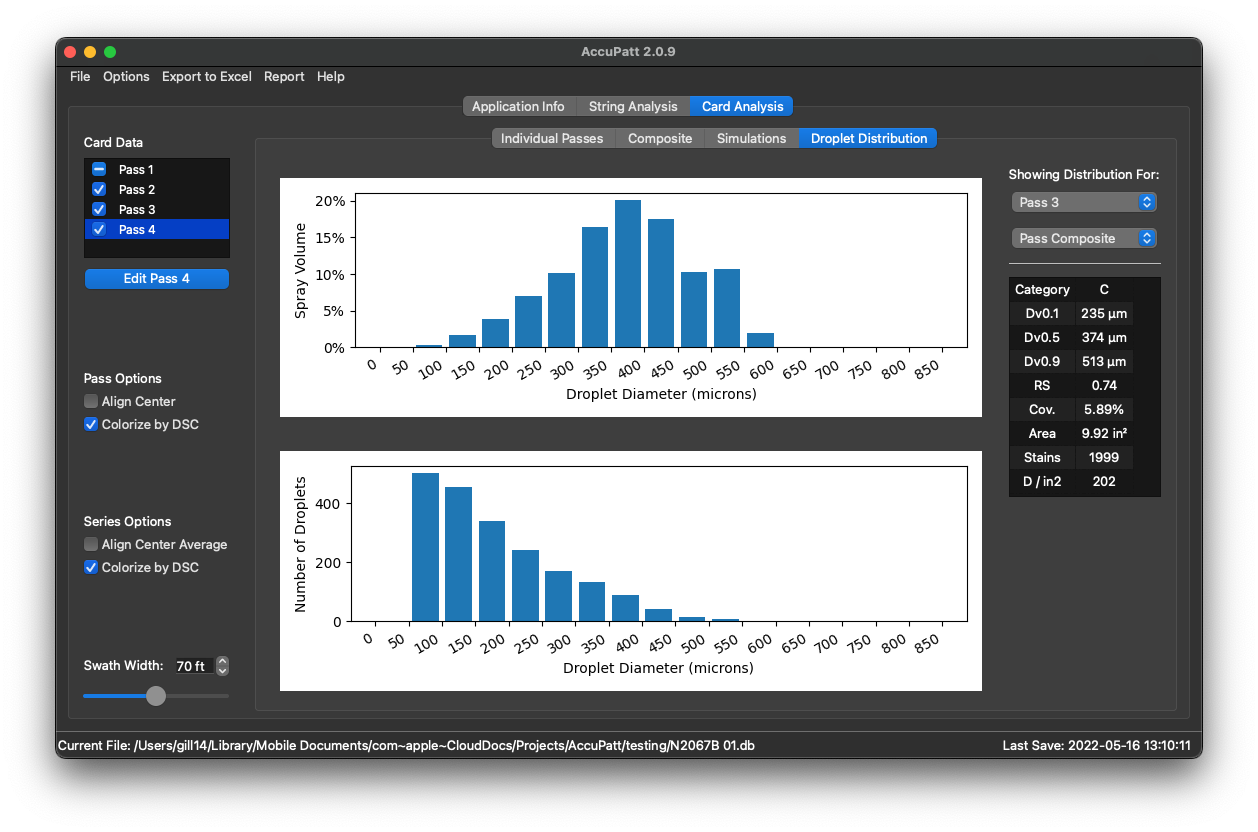 AccuPatt 2.0.9
File Options Export to Excel Report Help
Application Info String Analysis Card Analysis
Individual Passes Composite Simulations Droplet Distribution
Card Data
Pass 1
Pass 2
Pass 3
Pass 4
Edit Pass 4
Pass Options
Align Center
Colorize by DSC
Series Options
Align Center Average
Colorize by DSC
Swath Width: 70 ft
20%
15%
10%
5%
0%
Spray Volume
0 50 100 150 200 250 300 350 400 450 500 550 600 650 700 750 800 850
Droplet Diameter (microns)
400
200
0
Number of Droplets
0 50 100 150 200 250 300 350 400 450 500 550 600 650 700 750 800 850
Droplet Diameter (microns)
Showing Distribution For:
Pass 3
Pass Composite
Category C
Dv0.1 235 µm
Dv0.5 374 µm
Dv0.9 513 µm
RS 0.74
Cov. 5.89%
Area 9.92 in²
Stains 1999
D / in2 202
Current File: /Users/gill14/Library/Mobile Documents/com~apple~CloudDocs/Projects/AccuPatt/testing/N2067B 01.db
Last Save: 2022-05-16 13:10:11